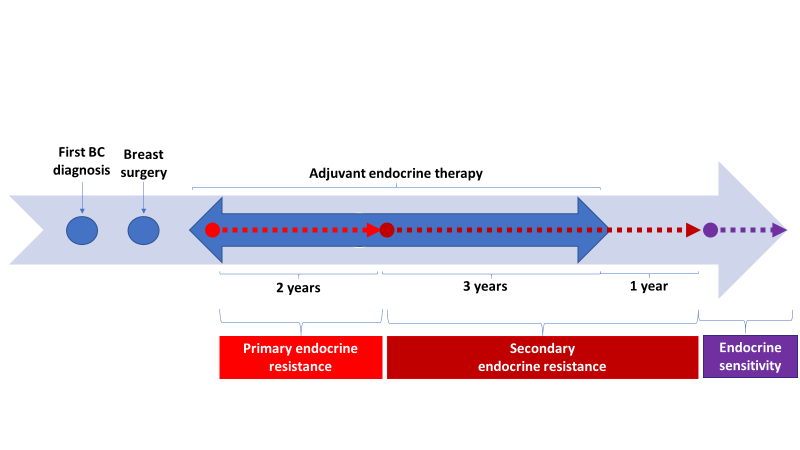 First BC
diagnosis
Breast
surgery
Adjuvant endocrine therapy
2 years
3 years
1 year
Primary endocrine
resistance
Secondary
endocrine resistance
Endocrine
sensitivity